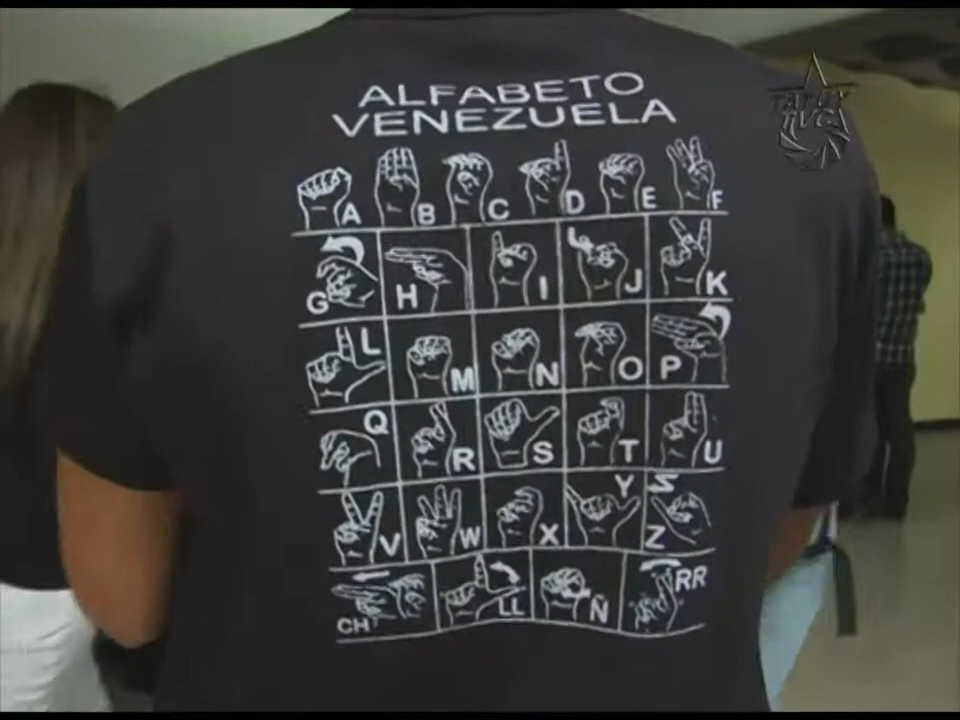 ALFABETO
VENEZUELA
A B C D E F
G H I J K
L M N O P
Q R S T U
V W X Y Z
CH LL Ñ RR